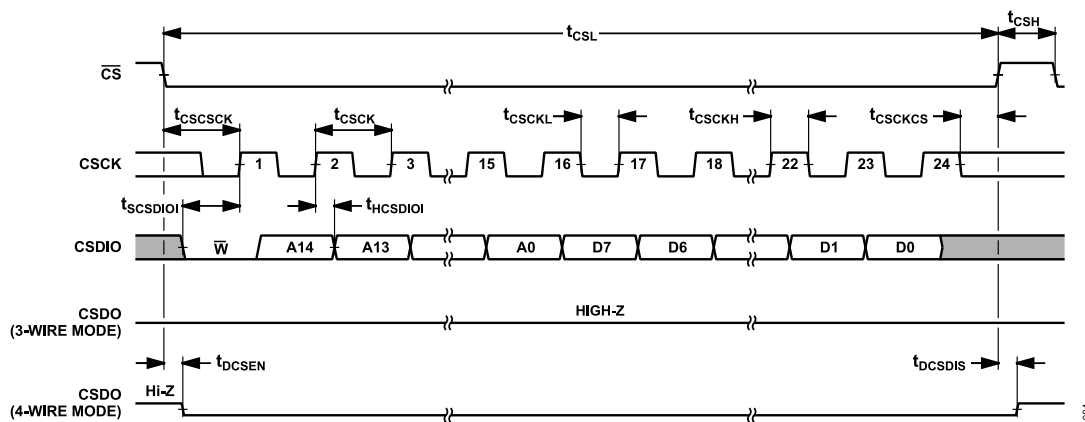 tCSL
tCSH
CS
tCSCSCK
tCSCK
tCSCKL
tCSCKH
tCSCKCS
CSCK
1
2
3
15
16
17
18
22
23
24
tSCSDIOI
tHCSDIOI
CSDIO
W
A14
A13
A0
D7
D6
D1
D0
CSDO
(3-WIRE MODE)
HIGH-Z
tDCSEN
tDCSDIS
Hi-Z
CSDO
(4-WIRE MODE)